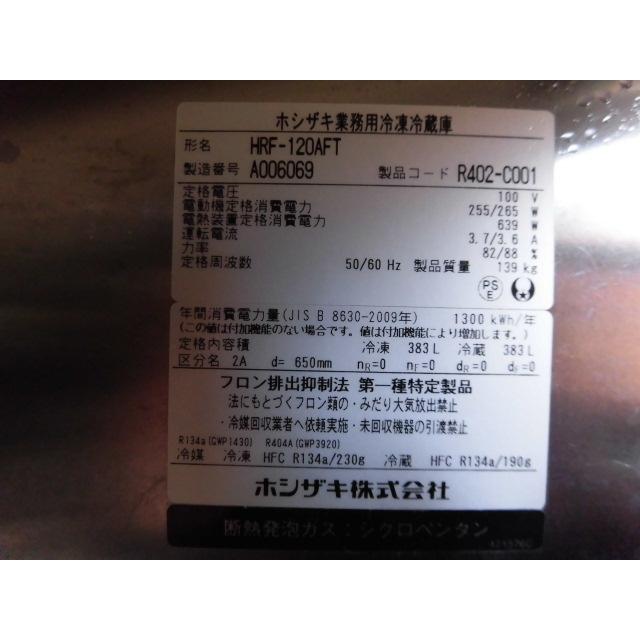 ホシザキ業務用冷凍冷蔵庫
形名 HRF-120AFT
製造番号 A006069 製品コード R402-C001
定格電圧 100 V
電動機定格消費電力 255/265 W
電熱装置定格消費電力 639 W
運転電流 3.7/3.6 A
力率 82/88 %
定格周波数 50/60 Hz 製品質量 139 kg
PS E
年間消費電力量(JIS B 8630-2009年) 1300 kWh/年
(この値は付加機能のない場合です。値は付加機能により増加します。)
定格内容積 冷凍 383 L 冷蔵 383 L
区分名 2A d= 650mm nR=0 nF=0 dR=0 dF=0
フロン排出抑制法 第一種特定製品
法にもとづくフロン類の・みだり大気放出禁止
・冷媒回収業者へ依頼実施・未回収機器の引渡禁止
R134a(GWP1430) R404A(GWP3920)
冷媒 冷凍 HFC R134a/230g 冷蔵 HFC R134a/190g
ホシザキ株式会社
断熱発泡ガス：シクロペンタン